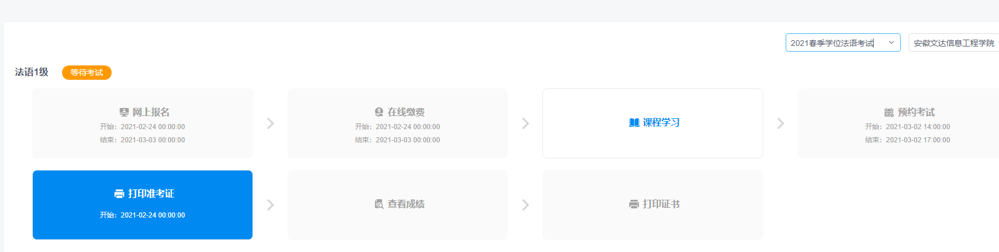 2021春季学位法语考试
安徽文达信息工程学院
法语1级
等待考试
网上报名
开始：2021-02-24 00:00:00
结束：2021-03-03 00:00:00
在线缴费
开始：2021-02-24 00:00:00
结束：2021-03-03 00:00:00
课程学习
预约考试
开始：2021-03-02 14:00:00
结束：2021-03-02 17:00:00
打印准考证
开始：2021-02-24 00:00:00
查看成绩
打印证书